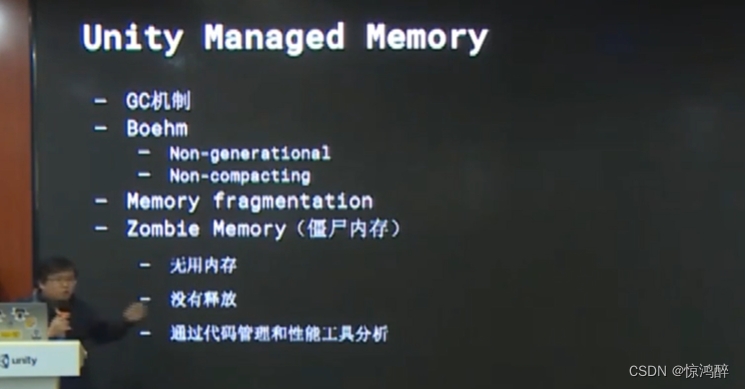 Unity Managed Memory
- GC机制
- Boehm
- Non-generational
- Non-compacting
- Memory fragmentation
- Zombie Memory（僵尸内存）
- 无用内存
- 没有释放
- 通过代码管理和性能工具分析
unity
CSDN @惊鸿醉